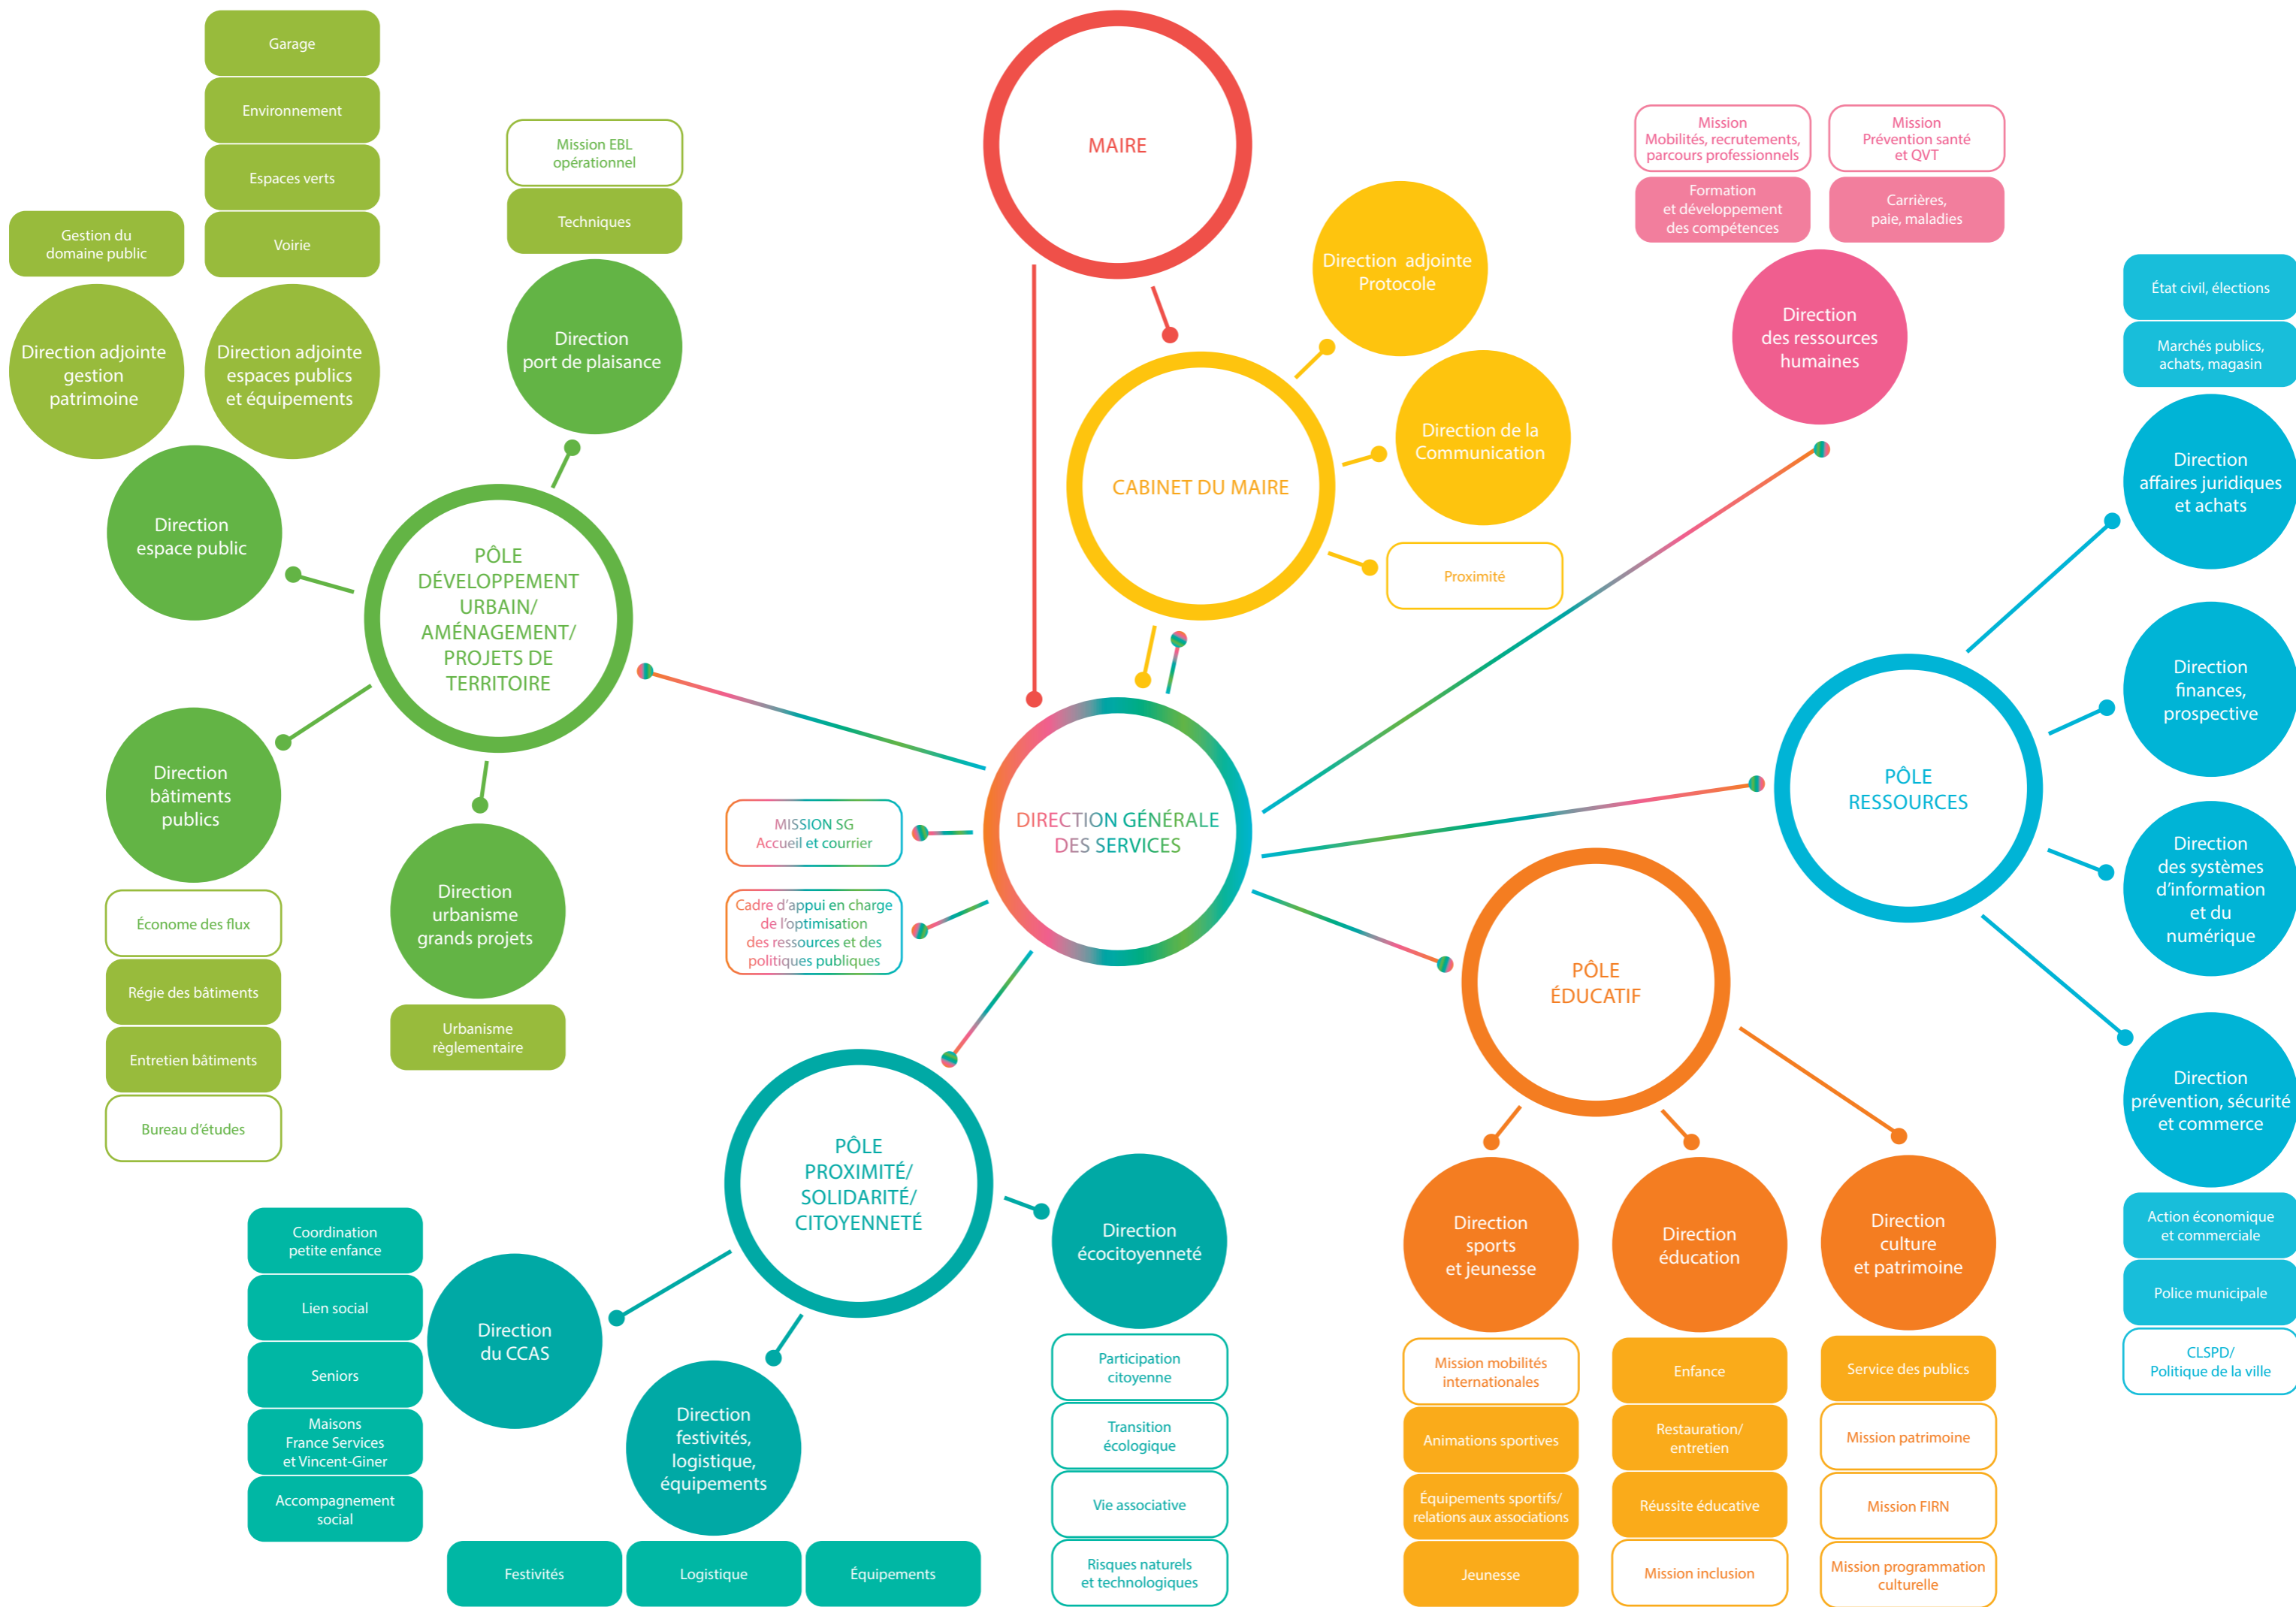 Garage
Environnement
Espaces verts
Voirie
Gestion du
domaine public
Direction adjointe
gestion
patrimoine
Direction adjointe
espaces publics
et équipements
Direction
espace public
Mission EBL
opérationnel
Techniques
Direction
port de plaisance
PÔLE
DÉVELOPPEMENT
URBAIN/
AMÉNAGEMENT/
PROJETS DE
TERRITOIRE
Direction
bâtiments
publics
Économe des flux
Régie des bâtiments
Entretien bâtiments
Bureau d'études
Direction
urbanisme
grands projets
Urbanisme
règlementaire
MAIRE
CABINET DU MAIRE
Direction adjointe
Protocole
Direction de la
Communication
Proximité
DIRECTION GÉNÉRALE
DES SERVICES
MISSION SG
Accueil et courrier
Cadre d'appui en charge
de l'optimisation
des ressources et des
politiques publiques
Mission
Mobilités, recrutements,
parcours professionnels
Mission
Prévention santé
et QVT
Formation
et développement
des compétences
Carrières,
paie, maladies
Direction
des ressources
humaines
État civil, élections
Marchés publics,
achats, magasin
Direction
affaires juridiques
et achats
Direction
finances,
prospective
PÔLE
RESSOURCES
Direction
des systèmes
d'information
et du
numérique
Direction
prévention, sécurité
et commerce
Action économique
et commerciale
Police municipale
CLSPD/
Politique de la ville
PÔLE
ÉDUCATIF
Direction
sports
et jeunesse
Mission mobilités
internationales
Animations sportives
Équipements sportifs/
relations aux associations
Jeunesse
Direction
éducation
Enfance
Restauration/
entretien
Réussite éducative
Mission inclusion
Direction
culture
et patrimoine
Service des publics
Mission patrimoine
Mission FIRN
Mission programmation
culturelle
PÔLE
PROXIMITÉ/
SOLIDARITÉ/
CITOYENNETÉ
Direction
écocitoyenneté
Participation
citoyenne
Transition
écologique
Vie associative
Risques naturels
et technologiques
Direction
du CCAS
Coordination
petite enfance
Lien social
Seniors
Maisons
France Services
et Vincent-Giner
Accompagnement
social
Direction
festivités,
logistique,
équipements
Festivités
Logistique
Équipements